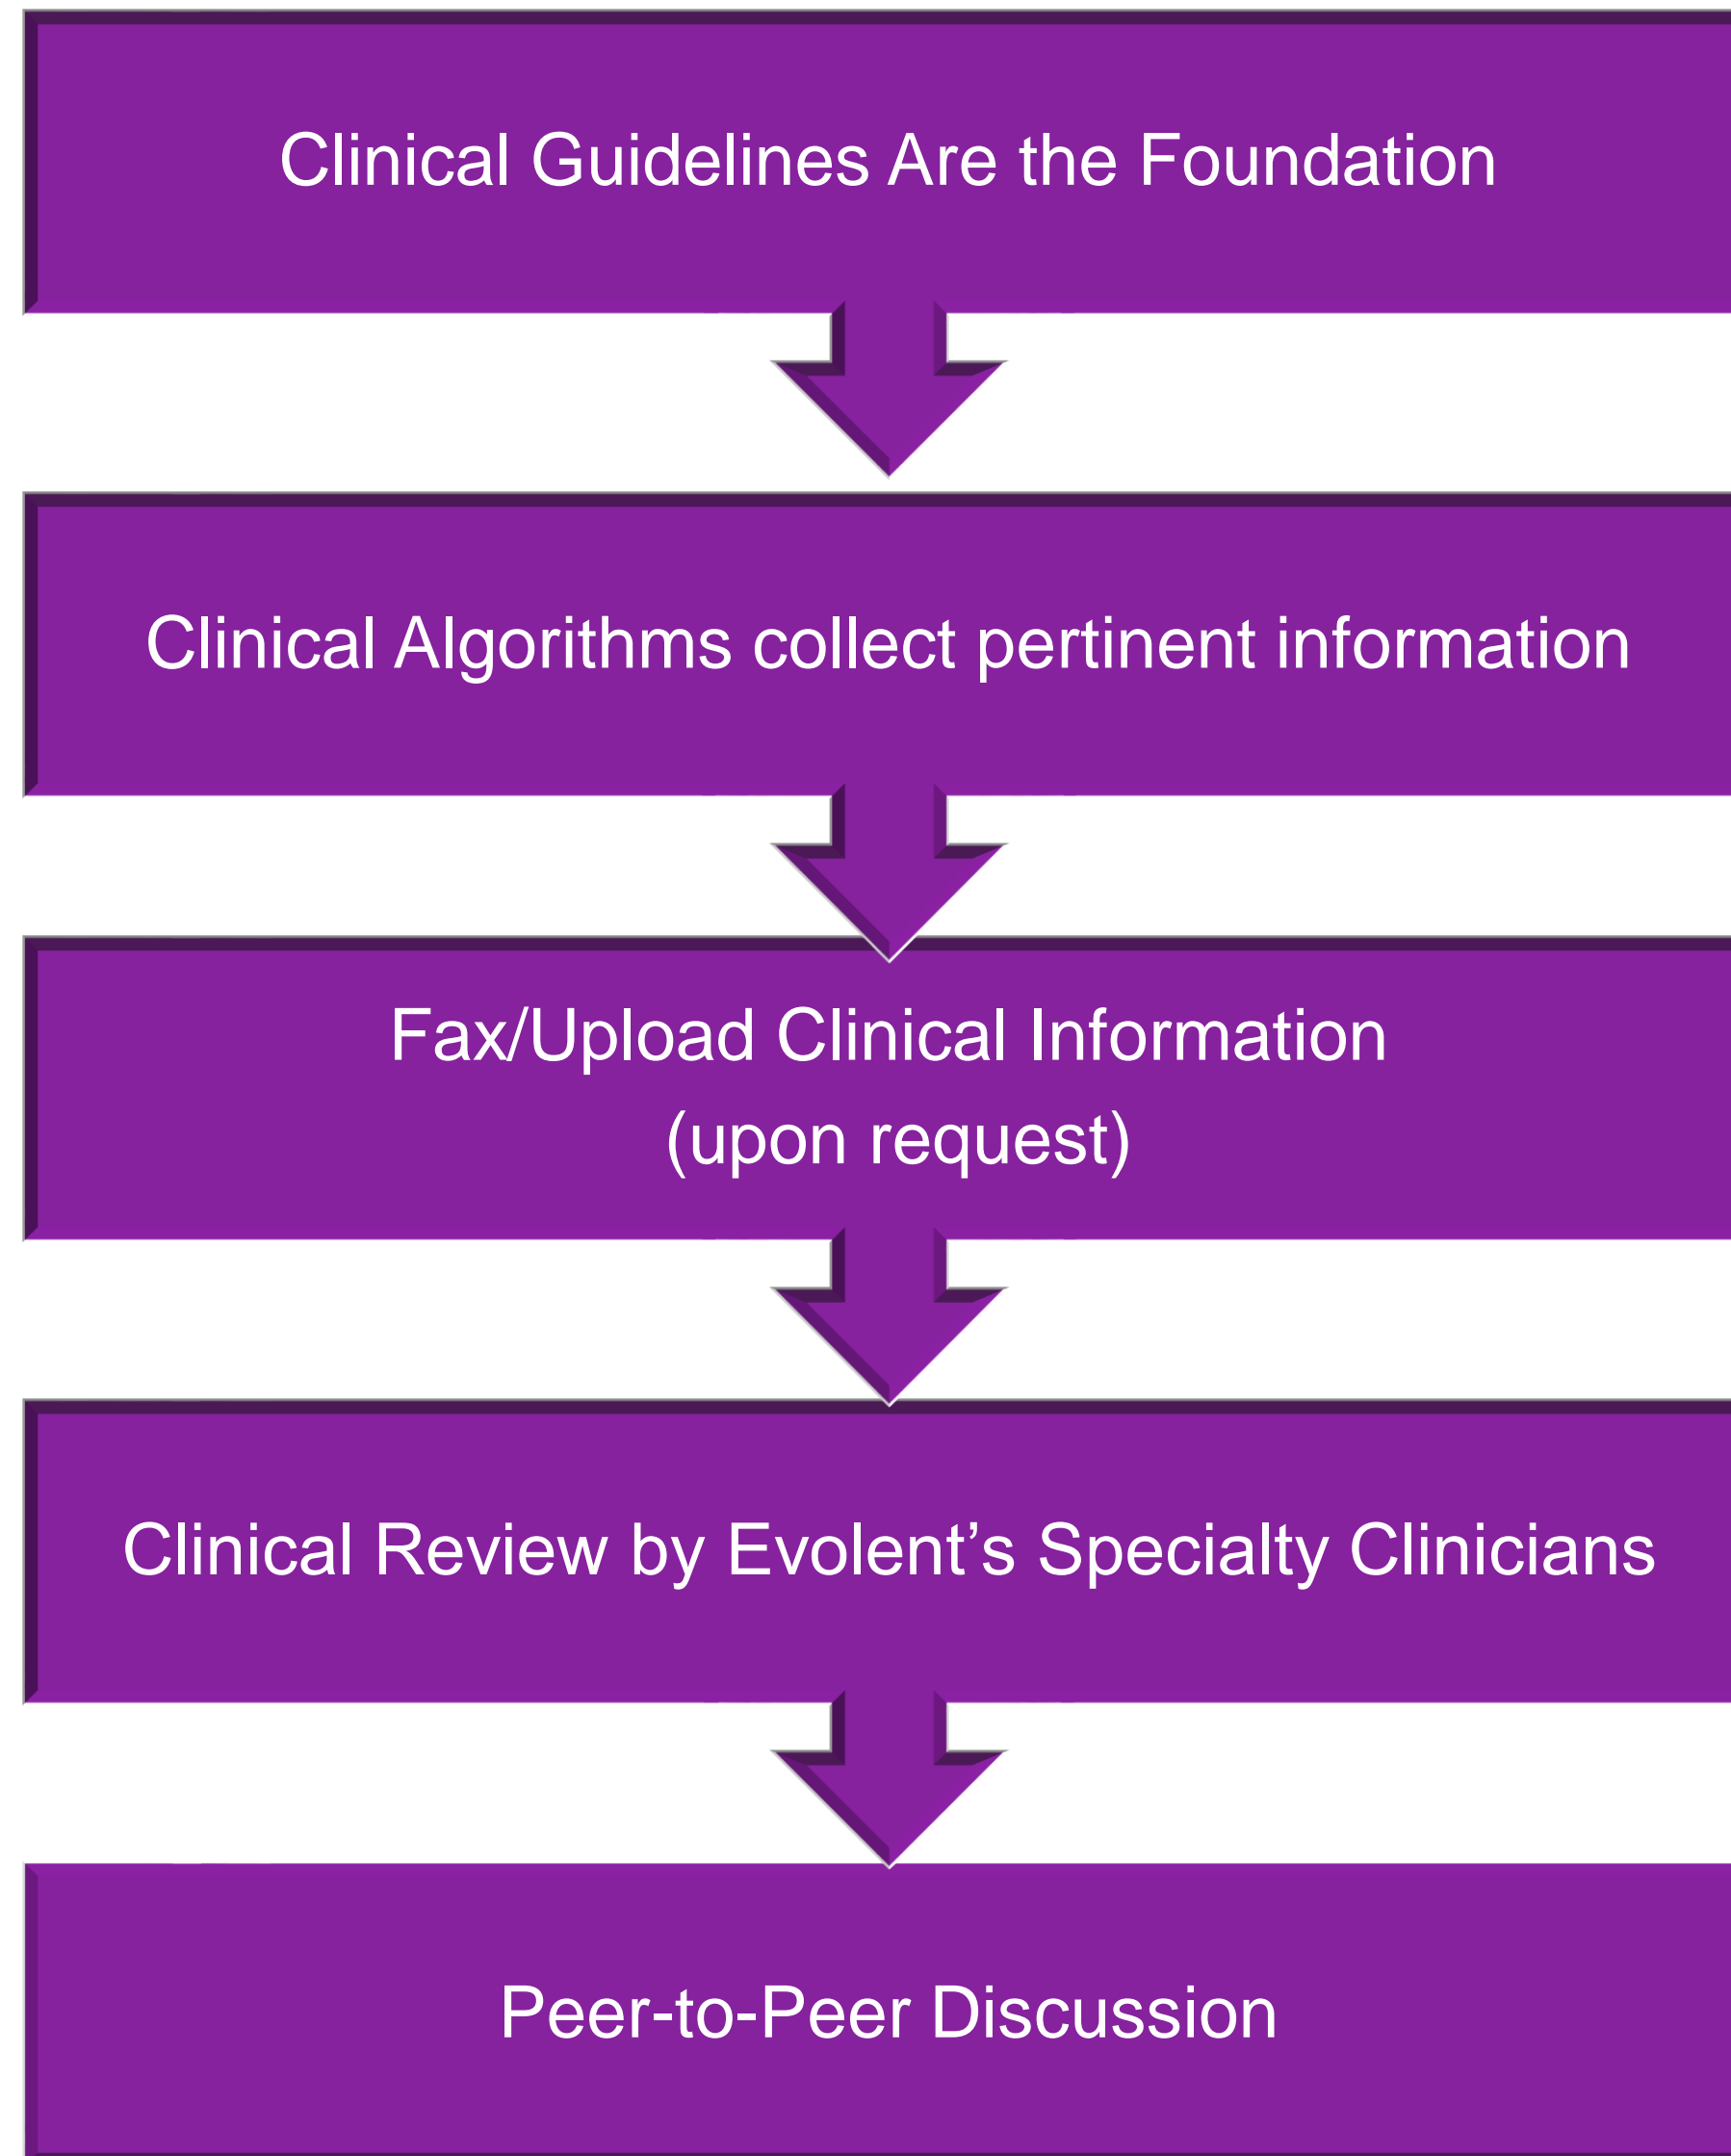 Clinical Guidelines Are the Foundation
Clinical Algorithms collect pertinent information
Fax/Upload Clinical Information
(upon request)
Clinical Review by Evolent’s Specialty Clinicians
Peer-to-Peer Discussion